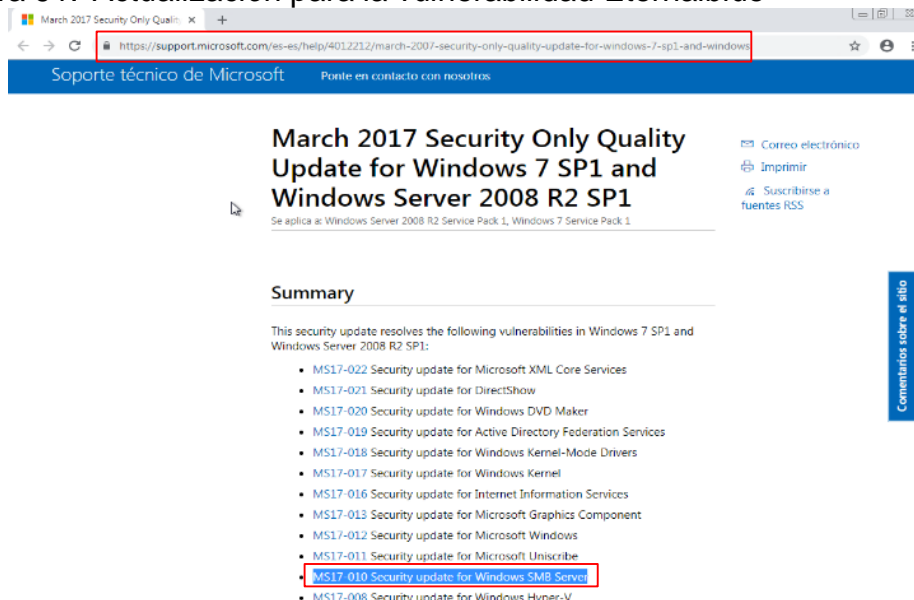 Actualización para la vulnerabilidad Eternalblue
March 2017 Security Only Quali
https://support.microsoft.com/es-es/help/4012212/march-2007-security-only-quality-update-for-windows-7-sp1-and-windows
Soporte técnico de Microsoft Ponte en contacto con nosotros
March 2017 Security Only Quality
Update for Windows 7 SP1 and
Windows Server 2008 R2 SP1
Se aplica a: Windows Server 2008 R2 Service Pack 1, Windows 7 Service Pack 1
Correo electrónico
Imprimir
Suscribirse a
fuentes RSS
Summary
This security update resolves the following vulnerabilities in Windows 7 SP1 and
Windows Server 2008 R2 SP1:
• MS17-022 Security update for Microsoft XML Core Services
• MS17-021 Security update for DirectShow
• MS17-020 Security update for Windows DVD Maker
• MS17-019 Security update for Active Directory Federation Services
• MS17-018 Security update for Windows Kernel-Mode Drivers
• MS17-017 Security update for Windows Kernel
• MS17-016 Security update for Internet Information Services
• MS17-013 Security update for Microsoft Graphics Component
• MS17-012 Security update for Microsoft Windows
• MS17-011 Security update for Microsoft Uniscribe
• MS17-010 Security update for Windows SMB Server
• MS17-008 Security update for Windows Hyper-V
Comentarios sobre el sitio